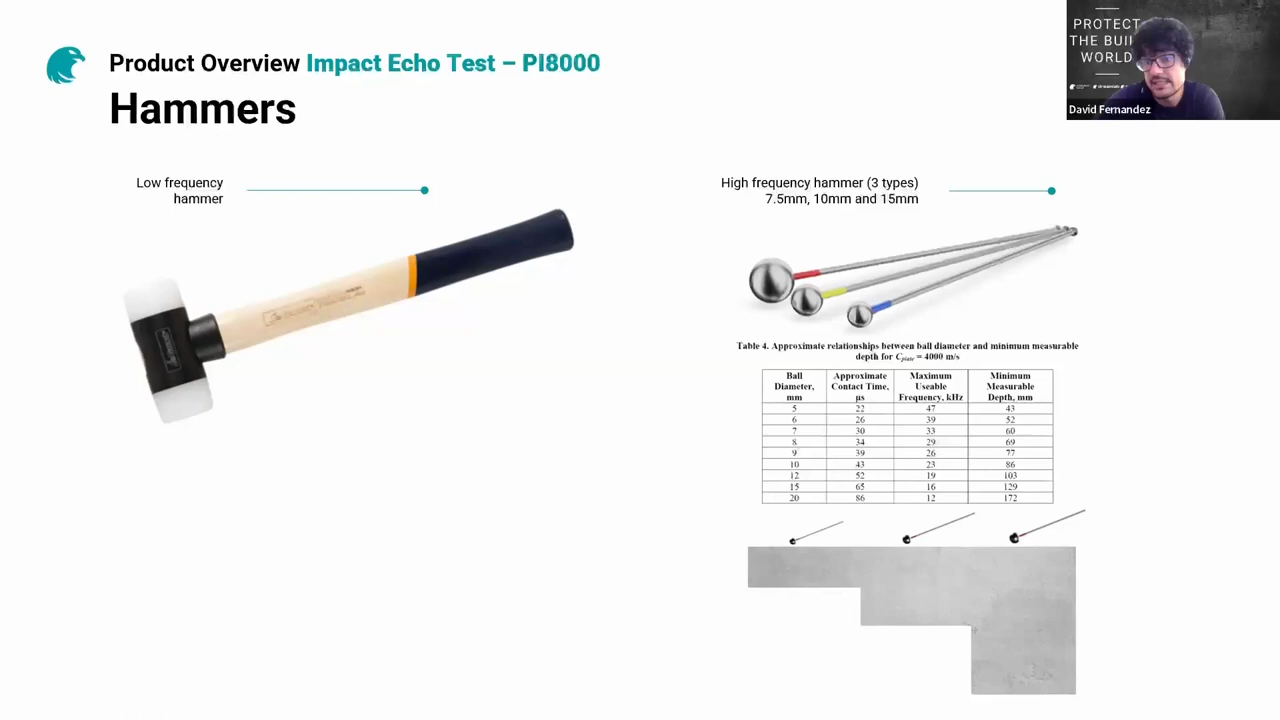 Product Overview Impact Echo Test – PI8000
Hammers
PROTECT
THE BUIL
WORLD
David Fernandez
Low frequency
hammer
High frequency hammer (3 types)
7.5mm, 10mm and 15mm
Table 4. Approximate relationships between ball diameter and minimum measurable
depth for Cplate = 4000 m/s
Ball Diameter, mm | Approximate Contact Time, µs | Maximum Useable Frequency, kHz | Minimum Measurable Depth, mm
5 22 47 43
6 26 39 52
7 30 33 60
8 34 29 69
9 39 26 77
10 43 23 86
12 52 19 103
15 65 16 129
20 86 12 172